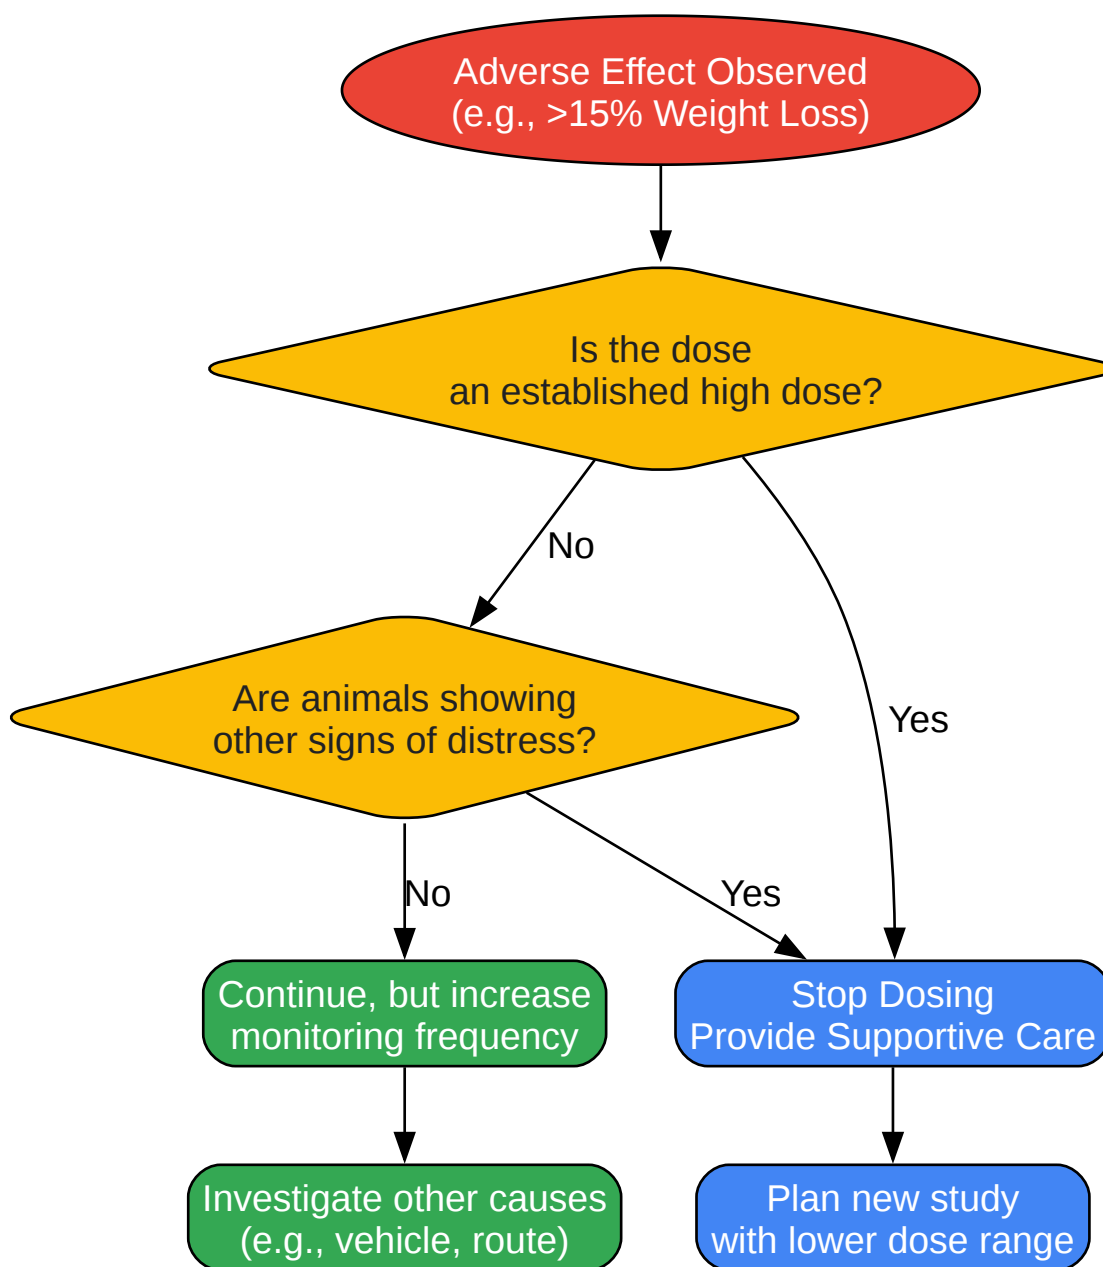 Adverse Effect Observed
(e.g., >15% Weight Loss)
Is the dose
an established high dose?
No
Are animals showing
other signs of distress?
Yes
No
Yes
Continue, but increase
monitoring frequency
Stop Dosing
Provide Supportive Care
Investigate other causes
(e.g., vehicle, route)
Plan new study
with lower dose range